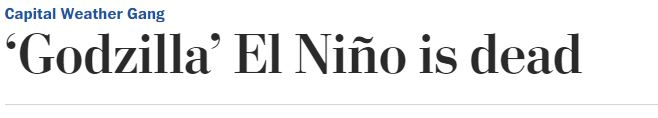 Capital Weather Gang
‘Godzilla’ El Niño is dead